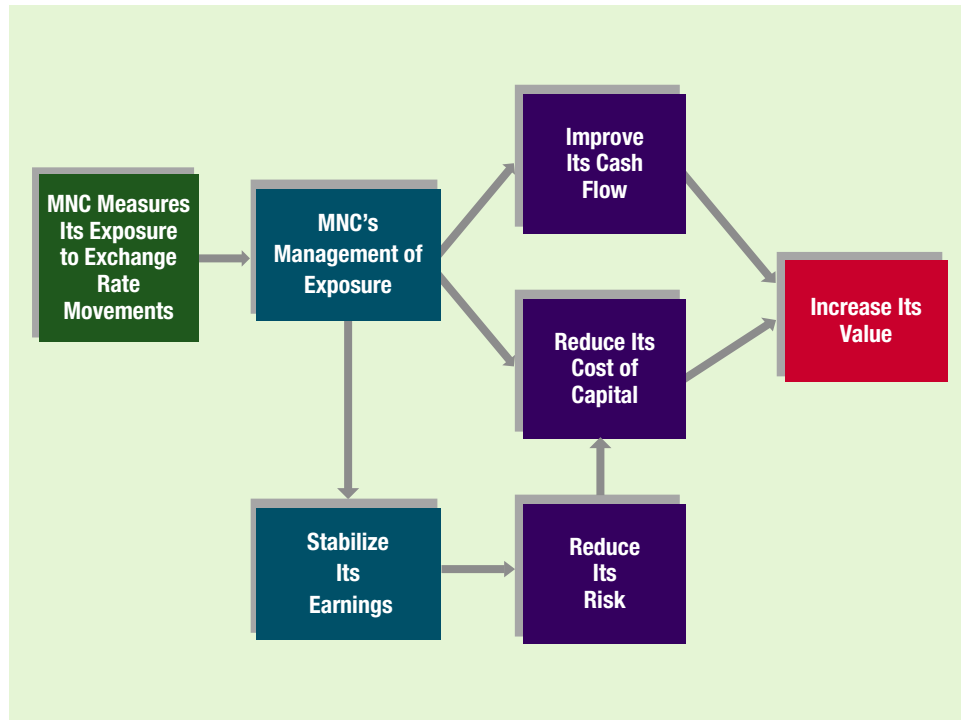 MNC Measures
Its Exposure
to Exchange
Rate
Movements
MNC’s
Management of
Exposure
Improve
Its Cash
Flow
Reduce Its
Cost of
Capital
Increase Its
Value
Stabilize
Its
Earnings
Reduce
Its
Risk